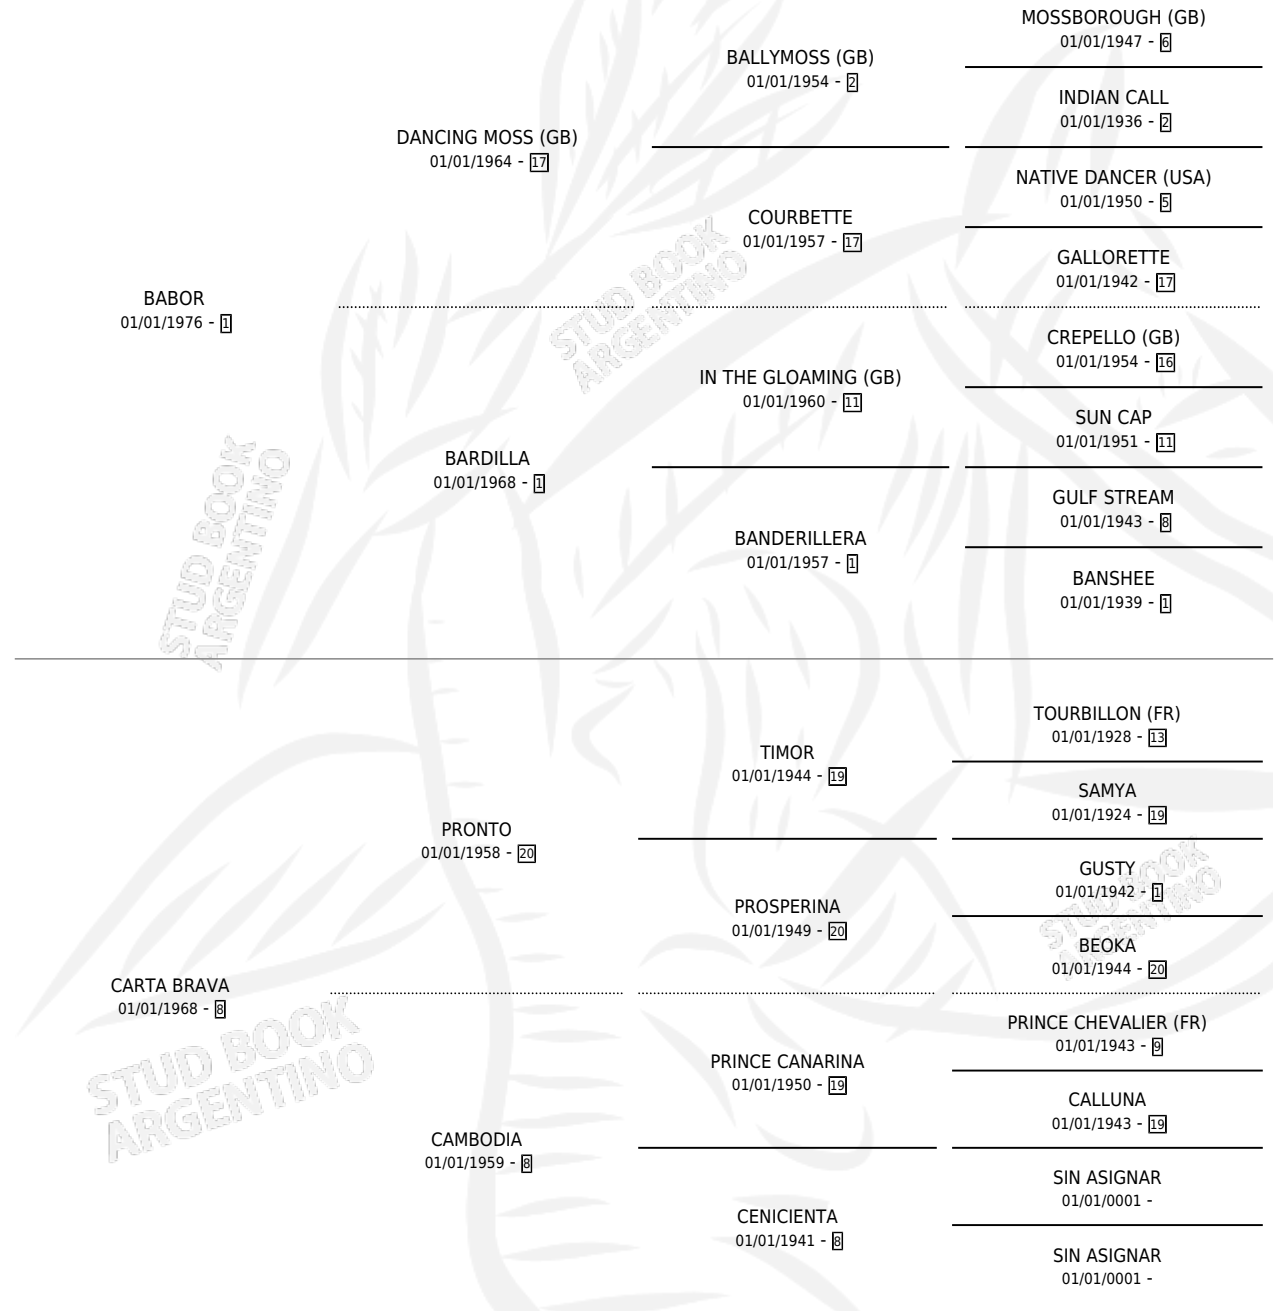 MOSSBOROUGH (GB)
01/01/1947 - 6
BALLYMOSS (GB)
01/01/1954 - 2
INDIAN CALL
01/01/1936 - 2
DANCING MOSS (GB)
01/01/1964 - 17
NATIVE DANCER (USA)
01/01/1950 - 5
COURBETTE
01/01/1957 - 17
GALLORETTE
01/01/1942 - 17
BABOR
01/01/1976 - 1
STUD BOOK
ARGENTINO
CREPELLO (GB)
01/01/1954 - 16
IN THE GLOAMING (GB)
01/01/1960 - 11
SUN CAP
01/01/1951 - 11
BARDILLA
01/01/1968 - 1
GULF STREAM
01/01/1943 - 8
BANDERILLERA
01/01/1957 - 1
BANSHEE
01/01/1939 - 1
STUD BOOK
ARGENTINO
TOURBILLON (FR)
01/01/1928 - 13
TIMOR
01/01/1944 - 19
SAMYA
01/01/1924 - 19
PRONTO
01/01/1958 - 20
GUSTY
01/01/1942 - 1
PROSPERINA
01/01/1949 - 20
BEOKA
01/01/1944 - 20
STUD BOOK
ARGENTINO
CARTA BRAVA
01/01/1968 - 8
PRINCE CHEVALIER (FR)
01/01/1943 - 9
PRINCE CANARINA
01/01/1950 - 19
CALLUNA
01/01/1943 - 19
STUD BOOK
ARGENTINO
CAMBODIA
01/01/1959 - 8
SIN ASIGNAR
01/01/0001 -
CENICIENTA
01/01/1941 - 8
SIN ASIGNAR
01/01/0001 -